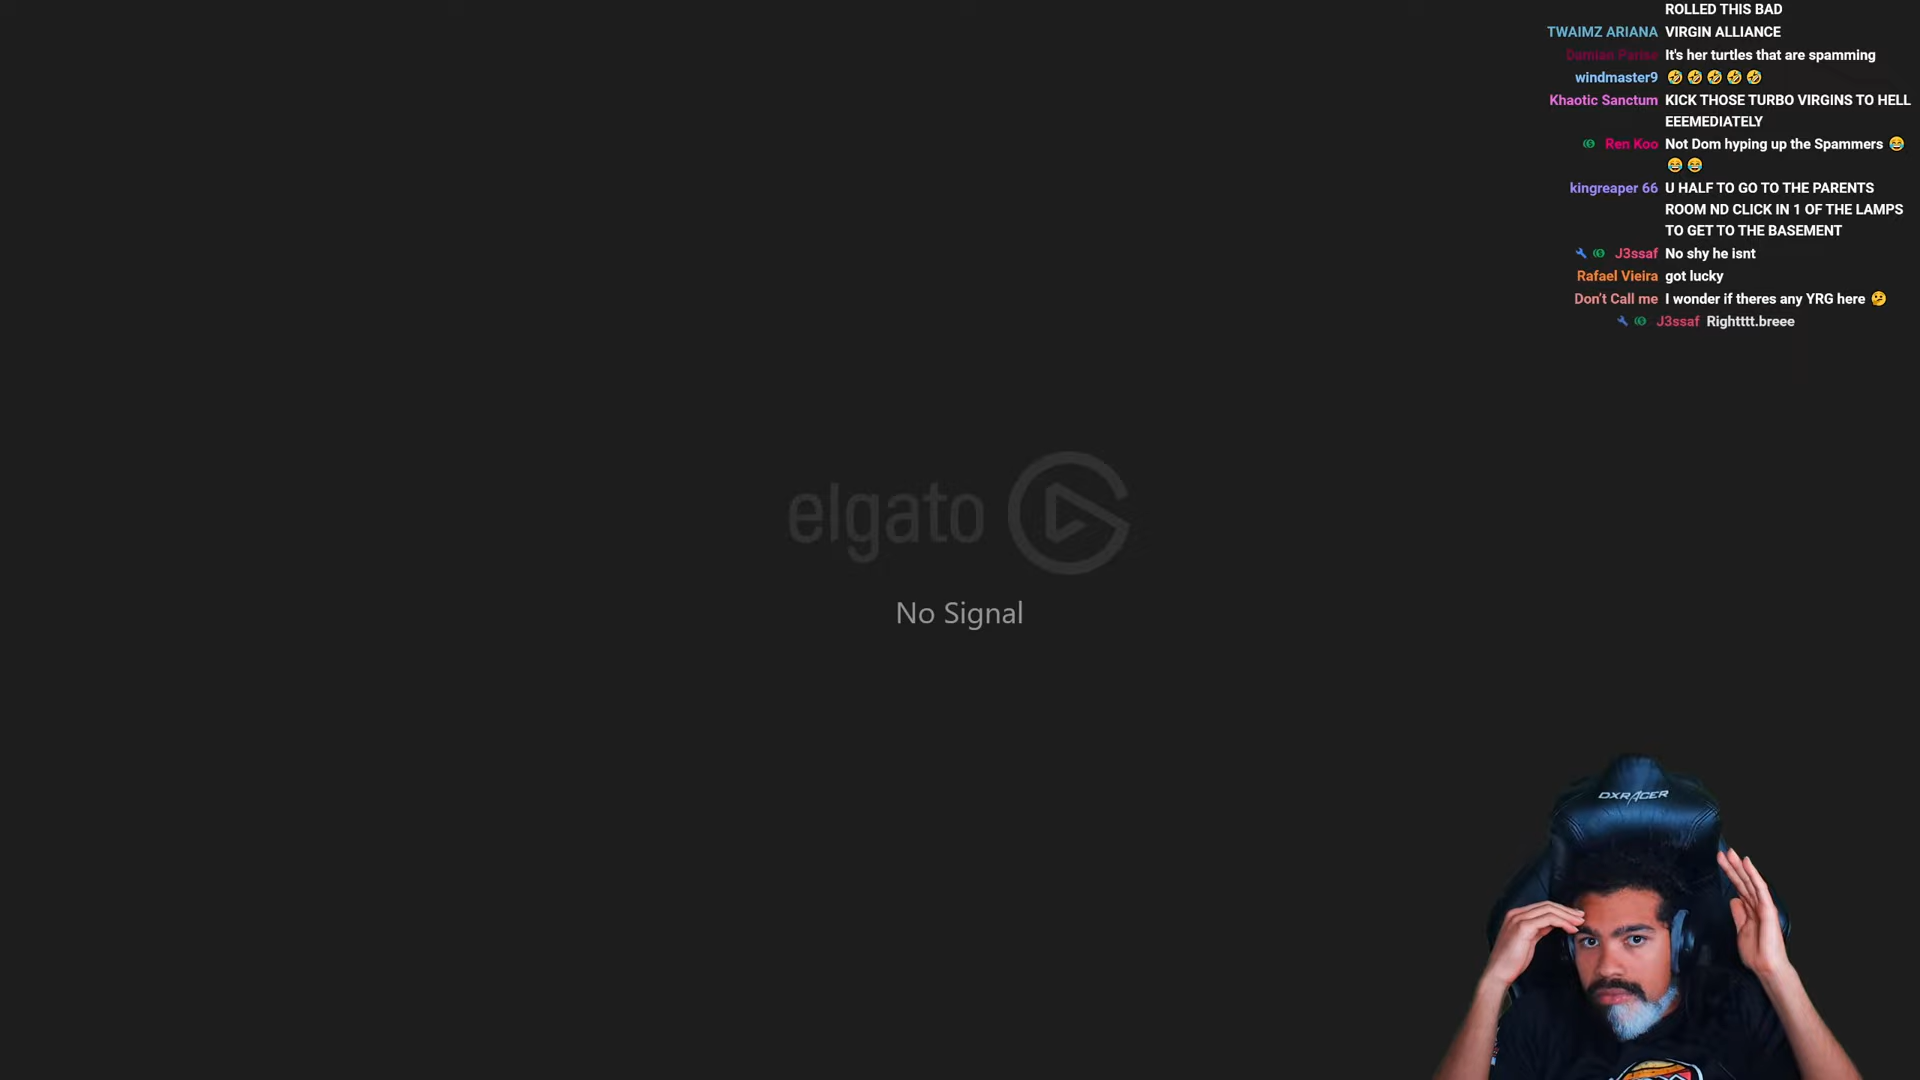 ROLLED THIS BAD
TWAIMZ ARIANA VIRGIN ALLIANCE
Damian Parise It's her turtles that are spamming
windmaster9 🤣 🤣 🤣 🤣 🤣
Khaotic Sanctum KICK THOSE TURBO VIRGINS TO HELL
EEEMEDIATELY
Ren Koo Not Dom hyping up the Spammers 😂
😂 😂
kingreaper 66 U HALF TO GO TO THE PARENTS
ROOM ND CLICK IN 1 OF THE LAMPS
TO GET TO THE BASEMENT
J3ssaf No shy he isnt
Rafael Vieira got lucky
Don't Call me I wonder if theres any YRG here 🤔
J3ssaf Rightttt.breee
elgato
No Signal
DXRACER